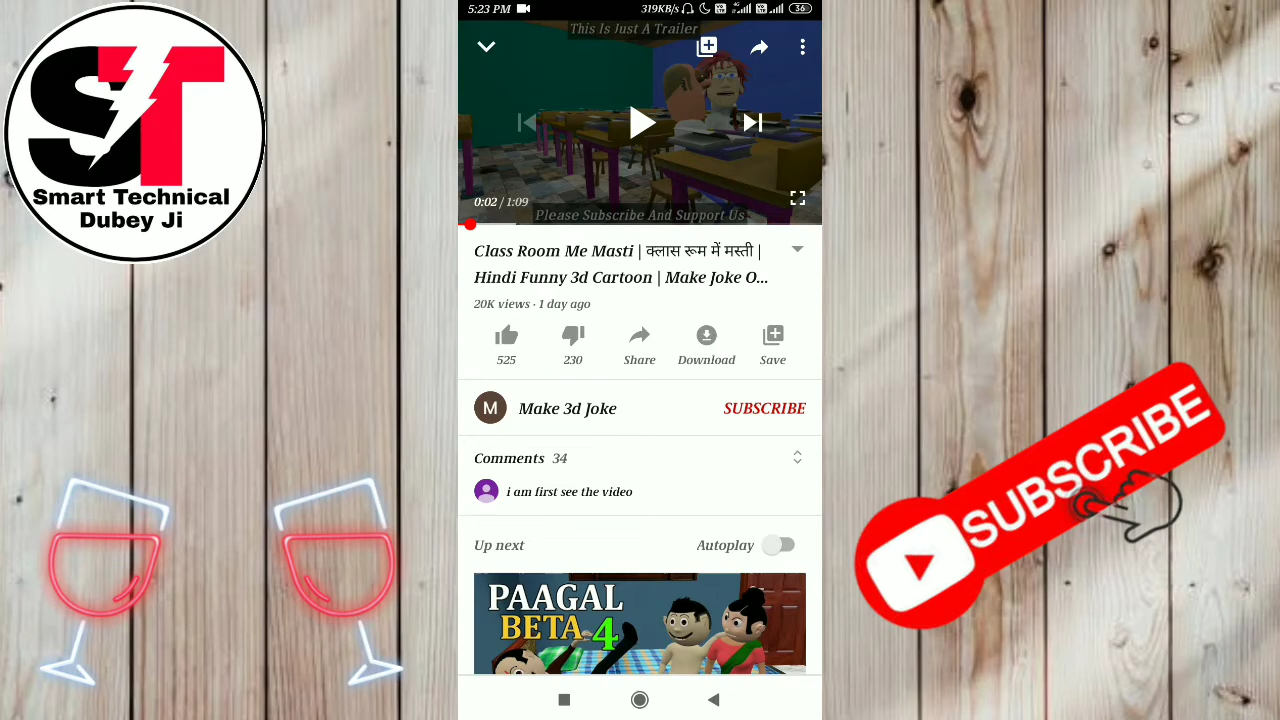 ST
Smart Technical
Dubey Ji
5:23 PM
319KB/s
4G
36
This Is Just A Trailer
0:02 / 1:09
Please Subscribe And Support Us
Class Room Me Masti | क्लास रूम में मस्ती |
Hindi Funny 3d Cartoon | Make Joke O...
20K views · 1 day ago
525
230
Share
Download
Save
M
Make 3d Joke
SUBSCRIBE
Comments 34
i am first see the video
Up next
Autoplay
PAAGAL
BETA 4
SUBSCRIBE